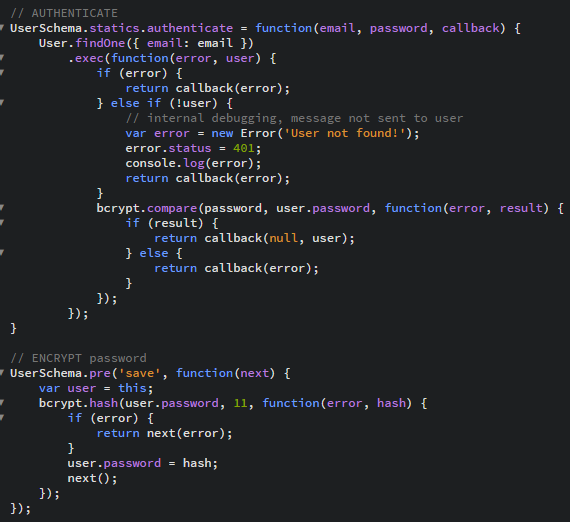 // AUTHENTICATE
UserSchema.statics.authenticate = function(email, password, callback) {
    User.findOne({ email: email })
        .exec(function(error, user) {
            if (error) {
                return callback(error);
            } else if (!user) {
                // internal debugging, message not sent to user
                var error = new Error('User not found!');
                error.status = 401;
                console.log(error);
                return callback(error);
            }
            bcrypt.compare(password, user.password, function(error, result) {
                if (result) {
                    return callback(null, user);
                } else {
                    return callback(error);
                }
            });
        });
}

// ENCRYPT password
UserSchema.pre('save', function(next) {
    var user = this;
    bcrypt.hash(user.password, 11, function(error, hash) {
        if (error) {
            return next(error);
        }
        user.password = hash;
        next();
    });
});